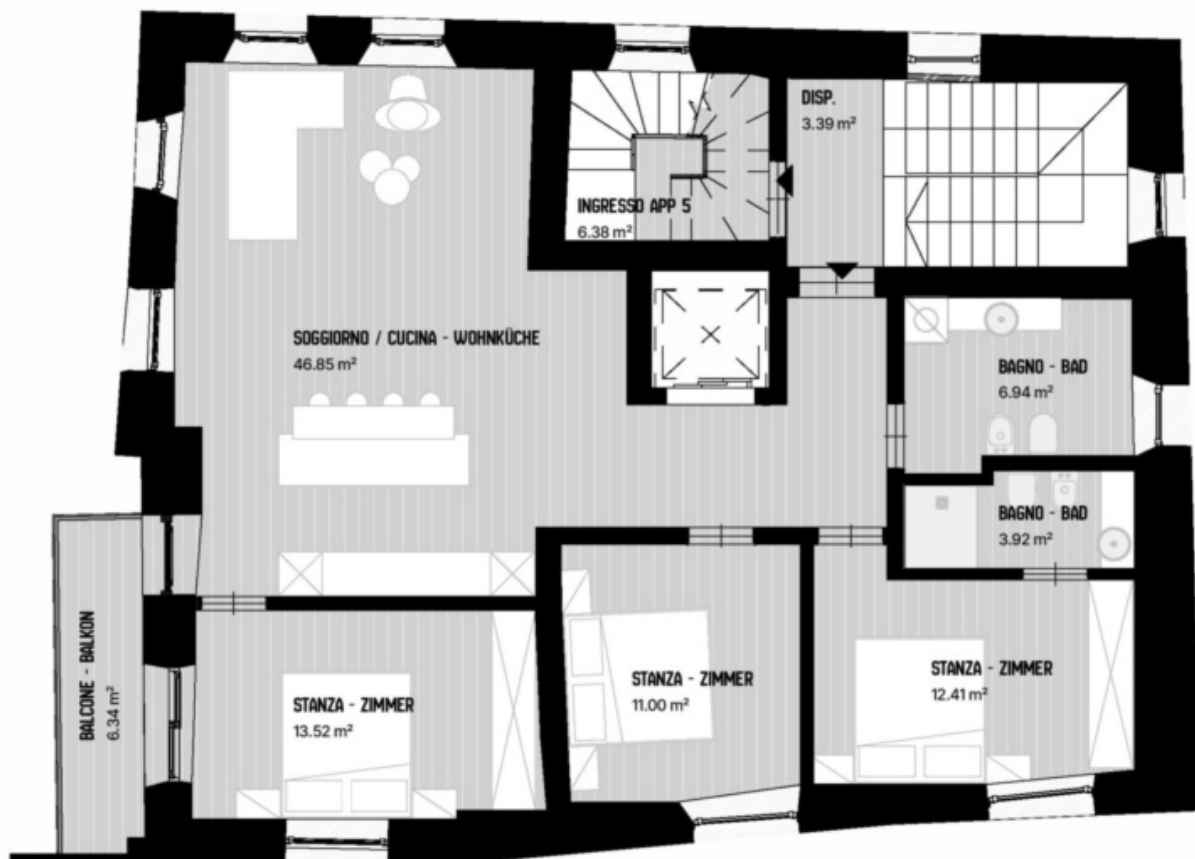 DISP.
3.39 m²
INGRESSO APP 5
6.38 m²
SOGGIORNO / CUCINA - WOHNKÜCHE
46.85 m²
BAGNO - BAD
6.94 m²
BAGNO - BAD
3.92 m²
BALCONE - BALKON
6.34 m²
STANZA - ZIMMER
13.52 m²
STANZA - ZIMMER
11.00 m²
STANZA - ZIMMER
12.41 m²